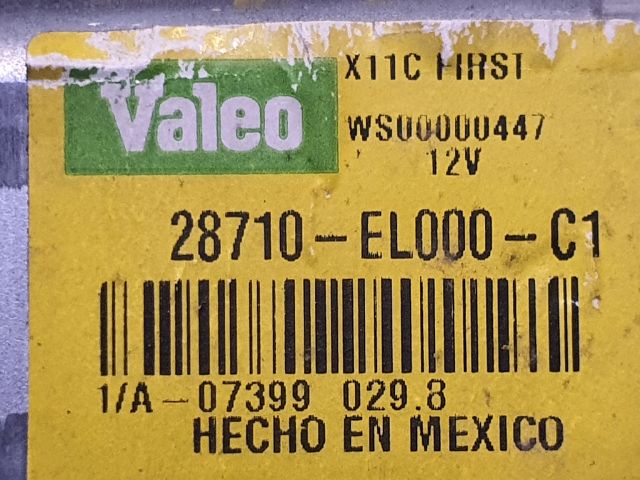 Valeo
X11C FIRST
WS00000447
12V
28710-EL000-C1
1/A-07399 029.8
HECHO EN MEXICO